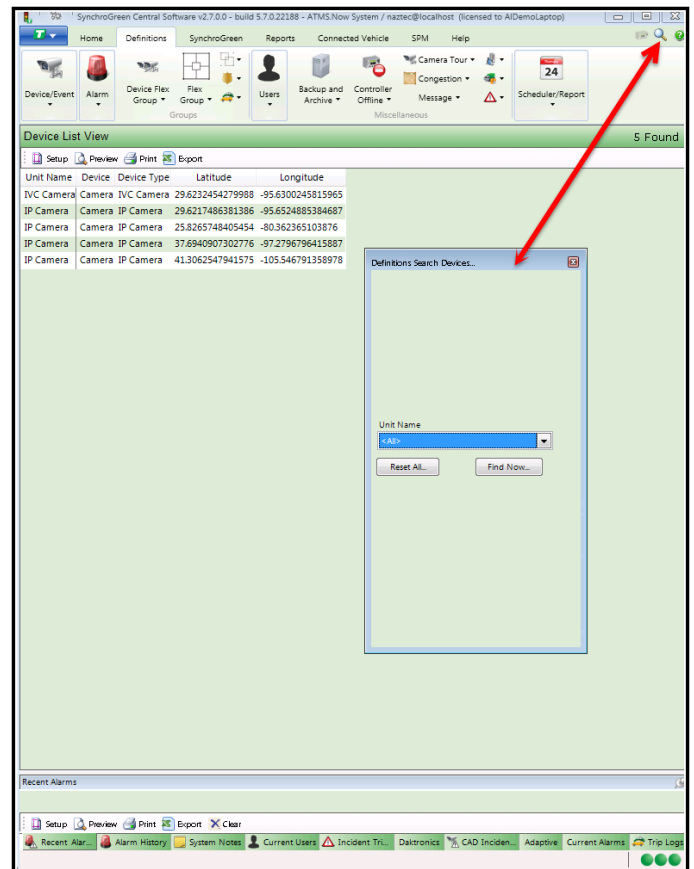 SynchroGreen Central Software v2.7.0.0 - build 5.7.0.22188 - ATMS.Now System / naztec@localhost (licensed to AIDemoLaptop)
Home Definitions SynchroGreen Reports Connected Vehicle SPM Help
Device/Event Alarm Device Flex Group Flex Group Users Backup and Archive Controller Offline Camera Tour Congestion Message 24 Scheduler/Report
Groups Miscellaneous
Device List View 5 Found
Setup Preview Print Export
Unit Name Device Device Type Latitude Longitude
IVC Camera Camera IVC Camera 29.6232454279988 -95.6300245815965
IP Camera Camera IP Camera 29.6217486381386 -95.6524885384687
IP Camera Camera IP Camera 25.8265748405454 -80.362365103876
IP Camera Camera IP Camera 37.6940907302776 -97.2796796415887
IP Camera Camera IP Camera 41.3062547941575 -105.546791358978
Definitions Search Devices...
Unit Name
<All>
Reset All... Find Now...
Recent Alarms
Setup Preview Print Export Clear
Recent Alar... Alarm History System Notes Current Users Incident Tri... Daktronics CAD Inciden... Adaptive Current Alarms Trip Logs